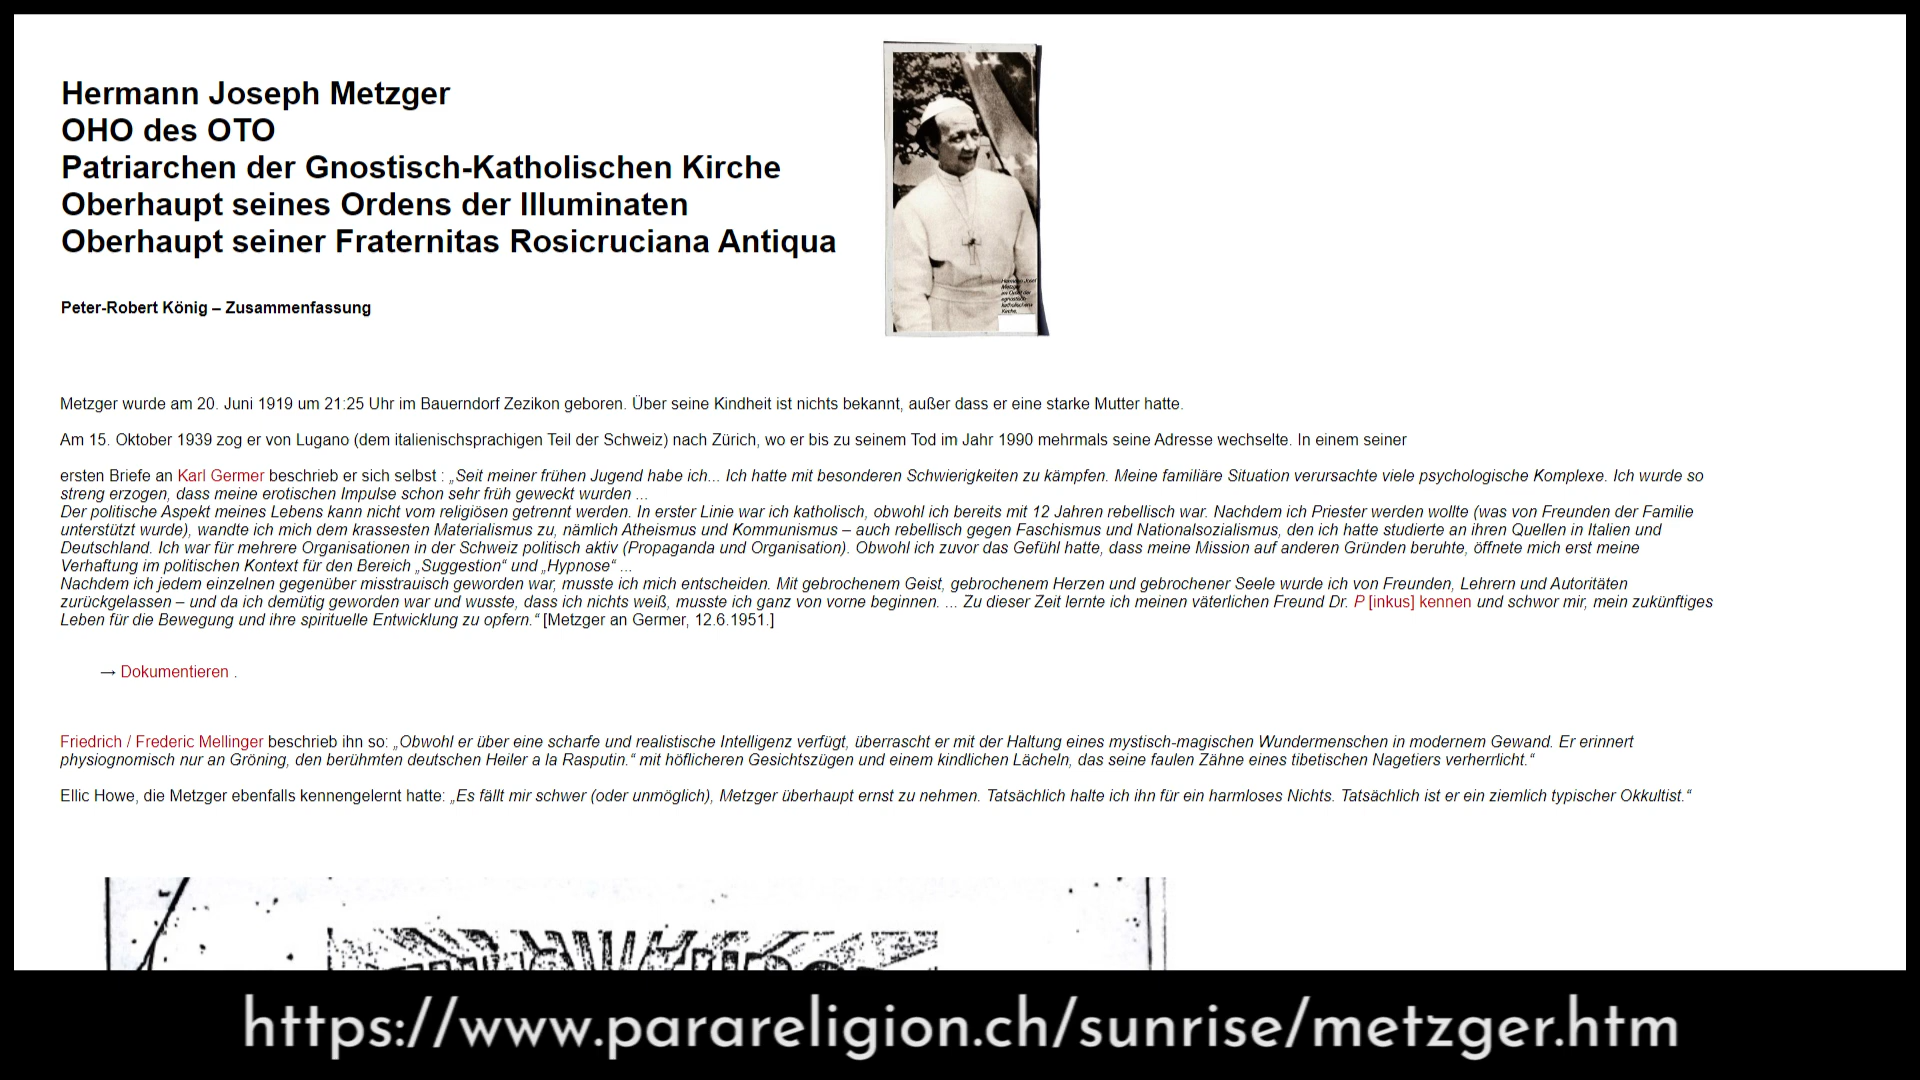 Hermann Joseph Metzger
OHO des OTO
Patriarchen der Gnostisch-Katholischen Kirche
Oberhaupt seines Ordens der Illuminaten
Oberhaupt seiner Fraternitas Rosicruciana Antiqua
Hermann Josef
Metzger
Kirche.
Peter-Robert König – Zusammenfassung
Metzger wurde am 20. Juni 1919 um 21:25 Uhr im Bauerndorf Zezikon geboren. Über seine Kindheit ist nichts bekannt, außer dass er eine starke Mutter hatte.
Am 15. Oktober 1939 zog er von Lugano (dem italienischsprachigen Teil der Schweiz) nach Zürich, wo er bis zu seinem Tod im Jahr 1990 mehrmals seine Adresse wechselte. In einem seiner
ersten Briefe an Karl Germer beschrieb er sich selbst : „Seit meiner frühen Jugend habe ich... Ich hatte mit besonderen Schwierigkeiten zu kämpfen. Meine familiäre Situation verursachte viele psychologische Komplexe. Ich wurde so
streng erzogen, dass meine erotischen Impulse schon sehr früh geweckt wurden ...
Der politische Aspekt meines Lebens kann nicht vom religiösen getrennt werden. In erster Linie war ich katholisch, obwohl ich bereits mit 12 Jahren rebellisch war. Nachdem ich Priester werden wollte (was von Freunden der Familie
unterstützt wurde), wandte ich mich dem krassesten Materialismus zu, nämlich Atheismus und Kommunismus – auch rebellisch gegen Faschismus und Nationalsozialismus, den ich hatte studierte an ihren Quellen in Italien und
Deutschland. Ich war für mehrere Organisationen in der Schweiz politisch aktiv (Propaganda und Organisation). Obwohl ich zuvor das Gefühl hatte, dass meine Mission auf anderen Gründen beruhte, öffnete mich erst meine
Verhaftung im politischen Kontext für den Bereich „Suggestion“ und „Hypnose“ ...
Nachdem ich jedem einzelnen gegenüber misstrauisch geworden war, musste ich mich entscheiden. Mit gebrochenem Geist, gebrochenem Herzen und gebrochener Seele wurde ich von Freunden, Lehrern und Autoritäten
zurückgelassen – und da ich demütig geworden war und wusste, dass ich nichts weiß, musste ich ganz von vorne beginnen. ... Zu dieser Zeit lernte ich meinen väterlichen Freund Dr. P [inkus] kennen und schwor mir, mein zukünftiges
Leben für die Bewegung und ihre spirituelle Entwicklung zu opfern.“ [Metzger an Germer, 12.6.1951.]
→ Dokumentieren .
Friedrich / Frederic Mellinger beschrieb ihn so: „Obwohl er über eine scharfe und realistische Intelligenz verfügt, überrascht er mit der Haltung eines mystisch-magischen Wundermenschen in modernem Gewand. Er erinnert
physiognomisch nur an Gröning, den berühmten deutschen Heiler a la Rasputin.“ mit höflicheren Gesichtszügen und einem kindlichen Lächeln, das seine faulen Zähne eines tibetischen Nagetiers verherrlicht.“
Ellic Howe, die Metzger ebenfalls kennengelernt hatte: „Es fällt mir schwer (oder unmöglich), Metzger überhaupt ernst zu nehmen. Tatsächlich halte ich ihn für ein harmloses Nichts. Tatsächlich ist er ein ziemlich typischer Okkultist.“
https://www.parareligion.ch/sunrise/metzger.htm